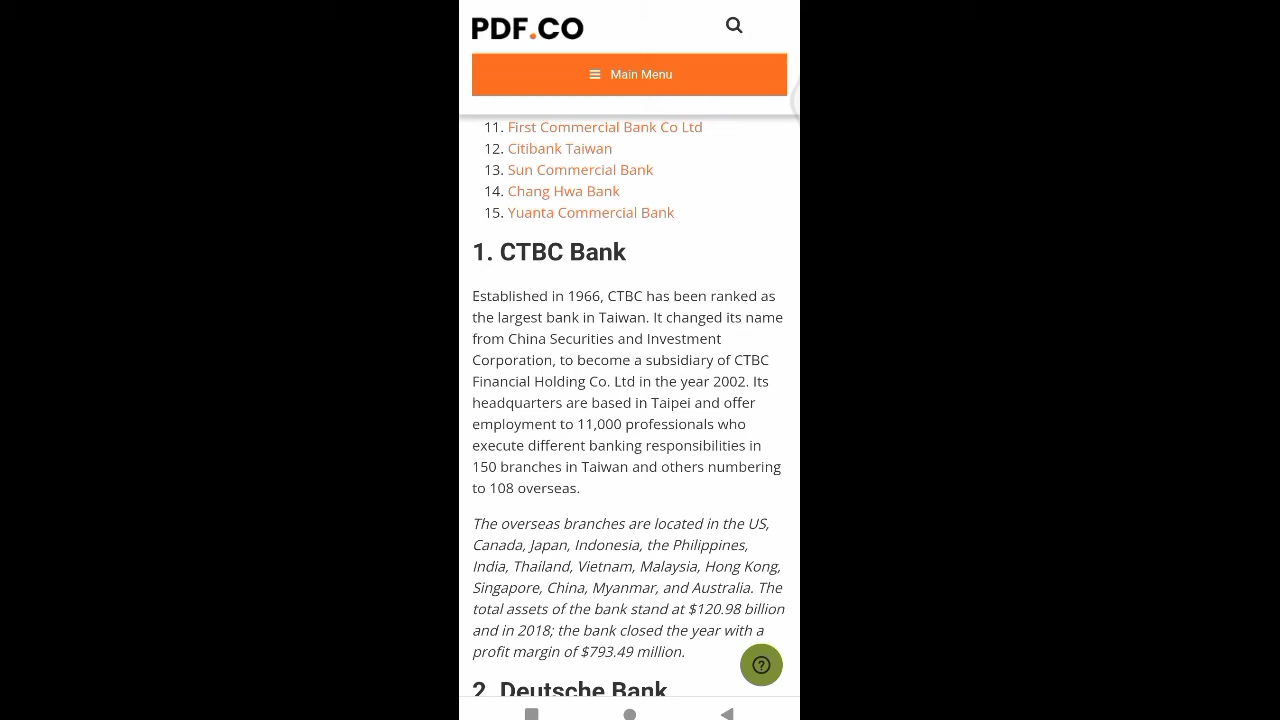 PDF.CO
Main Menu
11. First Commercial Bank Co Ltd
12. Citibank Taiwan
13. Sun Commercial Bank
14. Chang Hwa Bank
15. Yuanta Commercial Bank
1. CTBC Bank
Established in 1966, CTBC has been ranked as
the largest bank in Taiwan. It changed its name
from China Securities and Investment
Corporation, to become a subsidiary of CTBC
Financial Holding Co. Ltd in the year 2002. Its
headquarters are based in Taipei and offer
employment to 11,000 professionals who
execute different banking responsibilities in
150 branches in Taiwan and others numbering
to 108 overseas.
The overseas branches are located in the US,
Canada, Japan, Indonesia, the Philippines,
India, Thailand, Vietnam, Malaysia, Hong Kong,
Singapore, China, Myanmar, and Australia. The
total assets of the bank stand at $120.98 billion
and in 2018; the bank closed the year with a
profit margin of $793.49 million.
2. Deutsche Bank